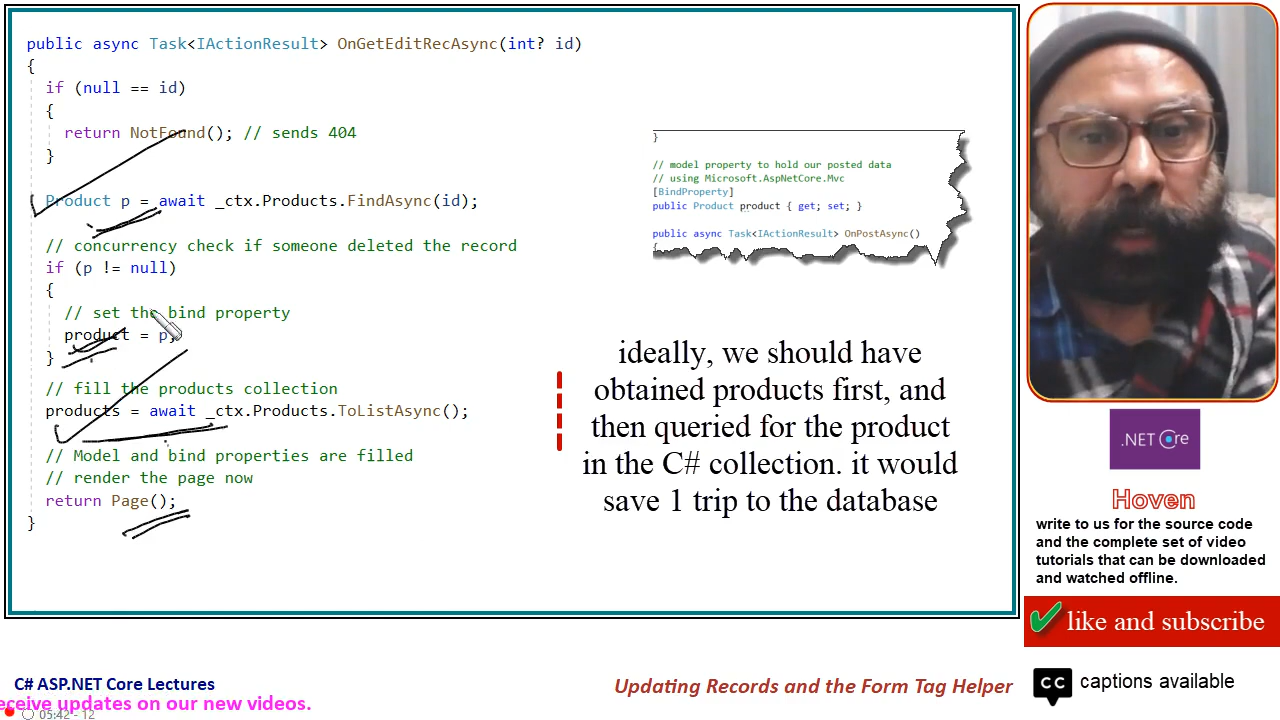 public async Task<IActionResult> OnGetEditRecAsync(int? id)
{
if (null == id)
{
return NotFound(); // sends 404
}
Product p = await _ctx.Products.FindAsync(id);
// concurrency check if someone deleted the record
if (p != null)
{
// set the bind property
product = p;
}
// fill the products collection
products = await _ctx.Products.ToListAsync();
// Model and bind properties are filled
// render the page now
return Page();
}
}
// model property to hold our posted data
// using Microsoft.AspNetCore.Mvc
[BindProperty]
public Product product { get; set; }
public async Task<IActionResult> OnPostAsync()
{
ideally, we should have
obtained products first, and
then queried for the product
in the C# collection. it would
save 1 trip to the database
.NET Core
Hoven
write to us for the source code
and the complete set of video
tutorials that can be downloaded
and watched offline.
like and subscribe
CC captions available
C# ASP.NET Core Lectures
Updating Records and the Form Tag Helper
eceive updates on our new videos.
05:42 - 12